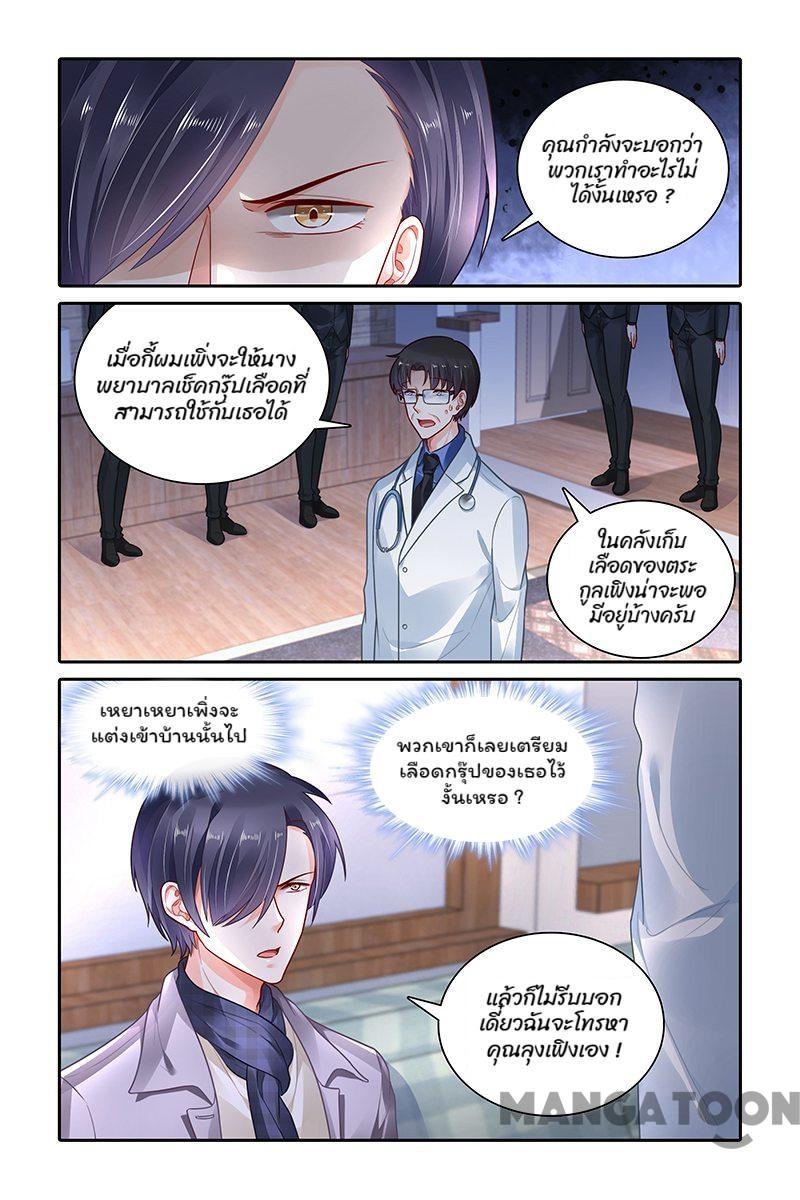 คุณกำลังจะบอกว่า
พวกเราทำอะไรไม่
ได้งั้นเหรอ ?
เมื่อกี้ผมเพิ่งจะให้นาง
พยาบาลเช็คกรุ๊ปเลือดที่
สามารถใช้กับเธอได้
ในคลังเก็บ
เลือดของตระ
กูลเฟิงน่าจะพอ
มีอยู่บ้างครับ
เหยาเหยาเพิ่งจะ
แต่งเข้าบ้านนั้นไป
พวกเขาก็เลยเตรียม
เลือดกรุ๊ปของเธอไว้
งั้นเหรอ ?
แล้วก็ไม่รีบบอก
เดี๋ยวฉันจะโทรหา
คุณลุงเฟิงเอง !
MANGATOON